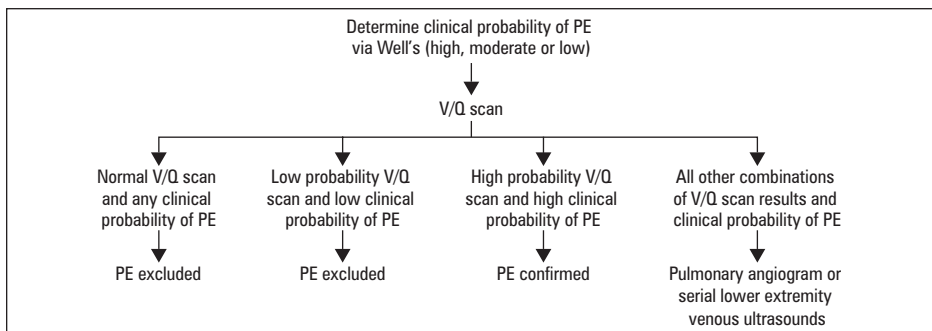 Determine clinical probability of PE
via Well's (high, moderate or low)
V/Q scan
Normal V/Q scan
and any clinical
probability of PE
Low probability V/Q
scan and low clinical
probability of PE
High probability V/Q
scan and high clinical
probability of PE
All other combinations
of V/Q scan results and
clinical probability of PE
PE excluded
PE excluded
PE confirmed
Pulmonary angiogram or
serial lower extremity
venous ultrasounds